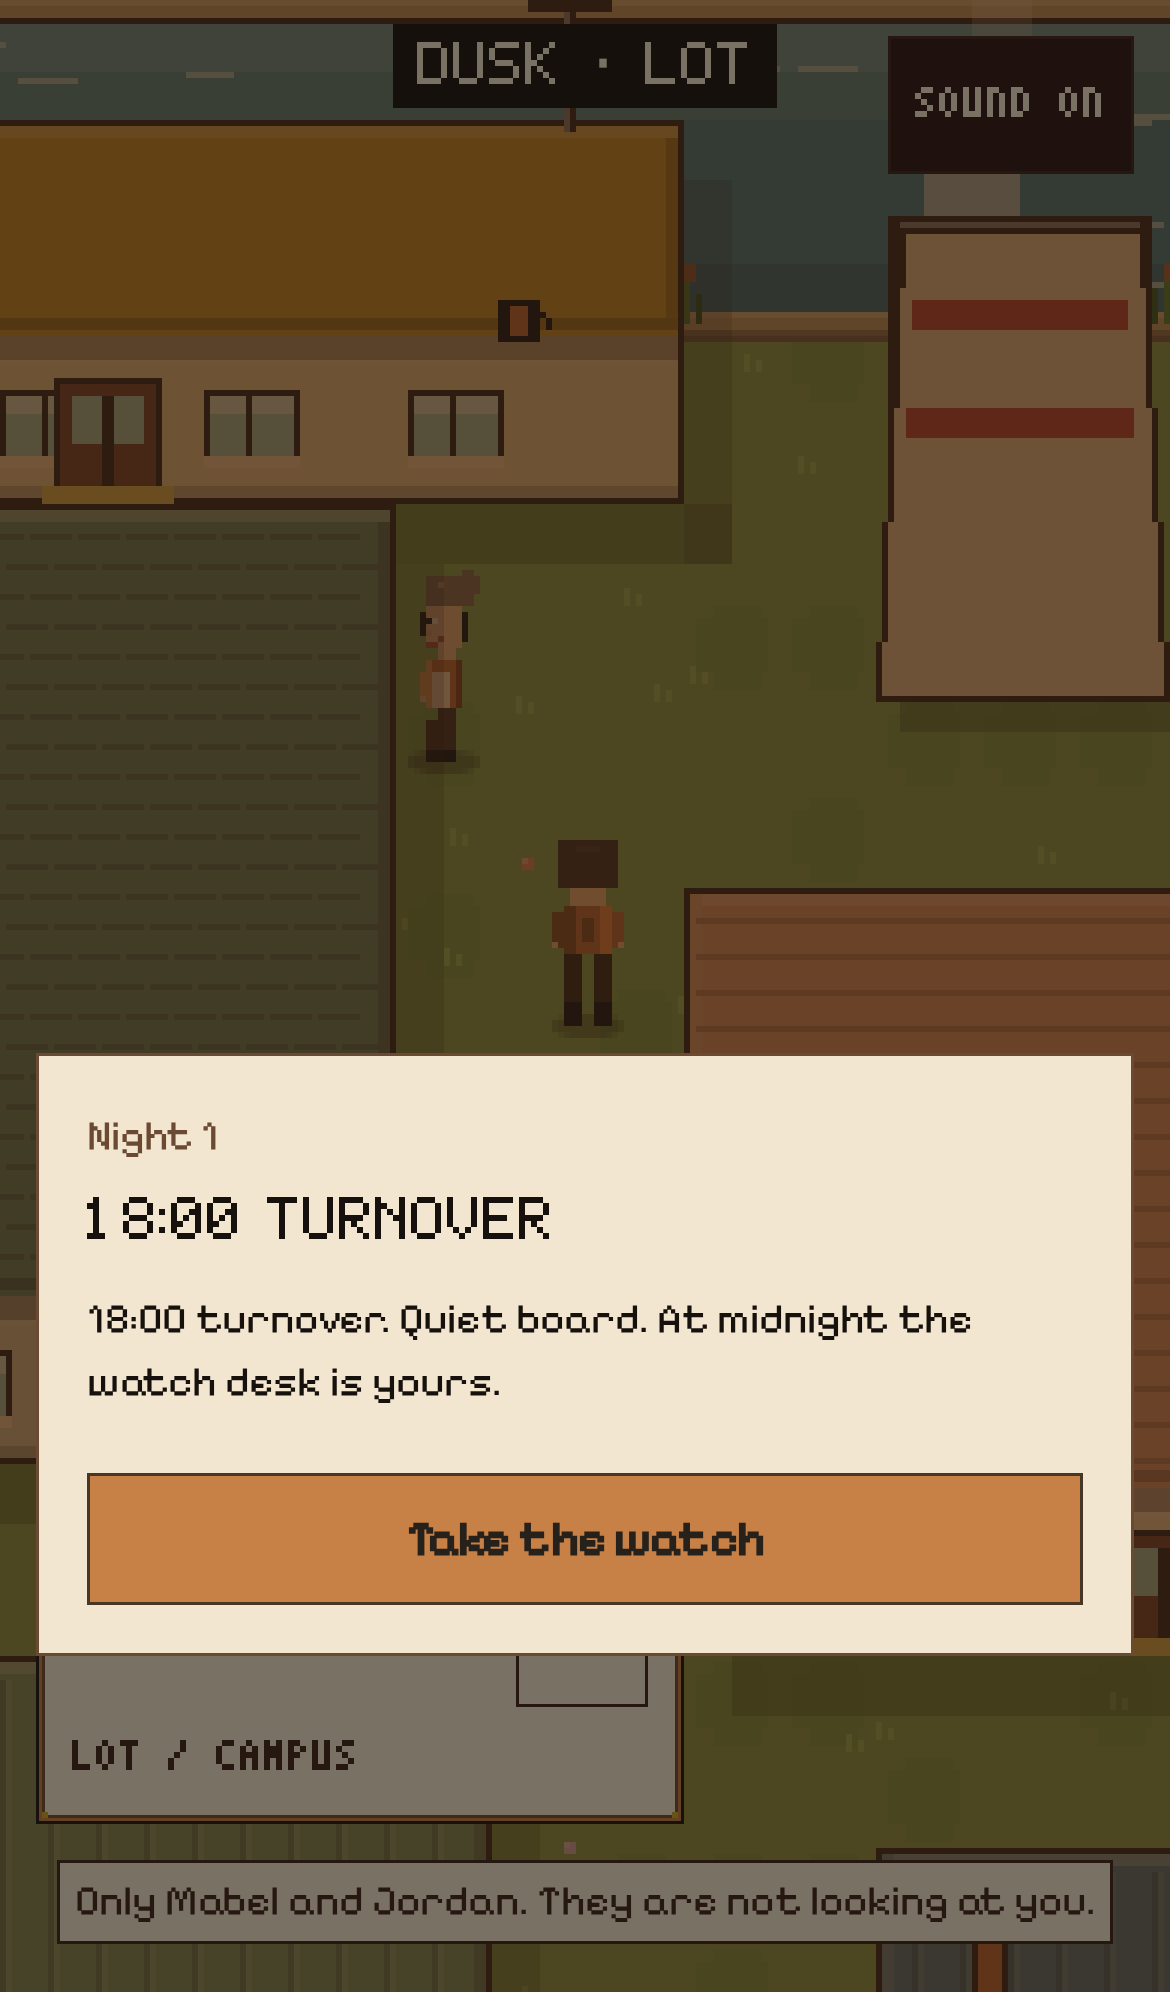 DUSK · LOT
SOUND ON
Night 1
18:00 TURNOVER
18:00 turnover. Quiet board. At midnight the
watch desk is yours.
Take the watch
LOT / CAMPUS
Only Mabel and Jordan. They are not looking at you.